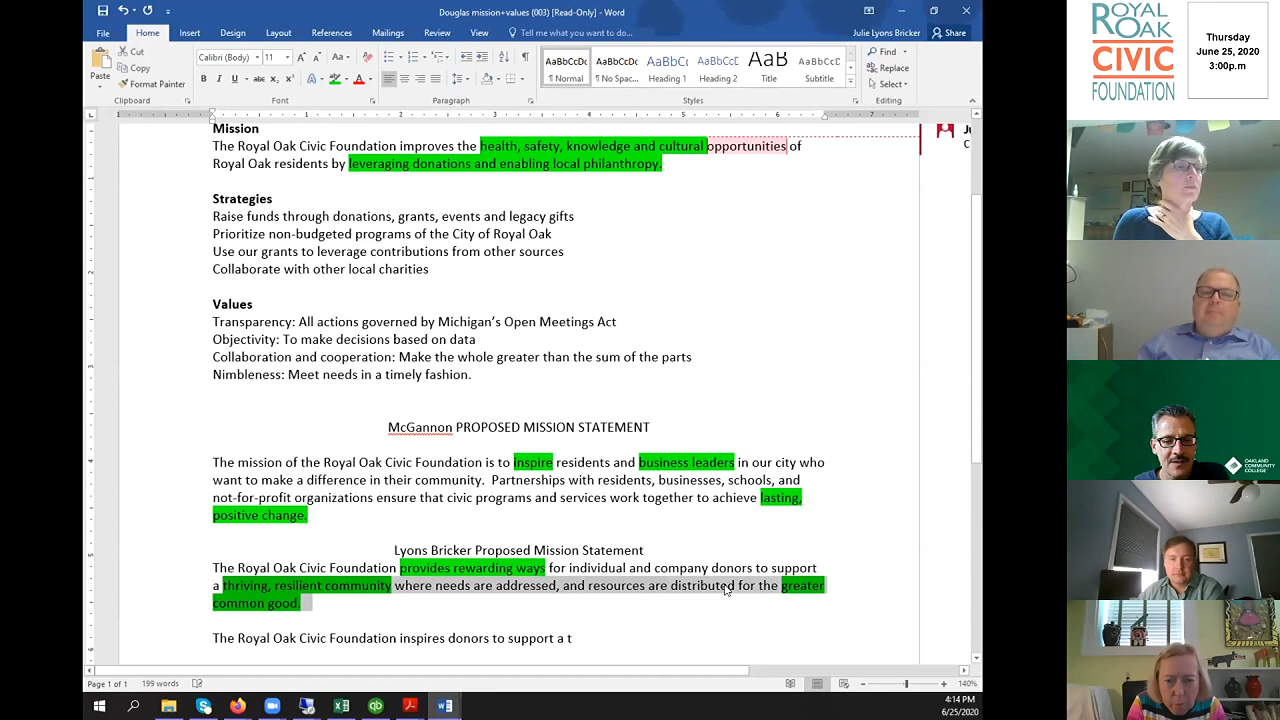 Douglas mission+values (003) [Read-Only] - Word
File Home Insert Design Layout References Mailings Review View Tell me what you want to do... Julie Lyons Bricker Share
Paste
Cut
Copy
Format Painter
Clipboard
Calibri (Body) 11
Font
Paragraph
AaBbCcDc AaBbCcDc AaBbC AaBbCcC AaB AaBbCcC
¶ Normal ¶ No Spac... Heading 1 Heading 2 Title Subtitle
Styles
Find
Replace
Select
Editing
Mission
The Royal Oak Civic Foundation improves the health, safety, knowledge and cultural opportunities of
Royal Oak residents by leveraging donations and enabling local philanthropy.
Strategies
Raise funds through donations, grants, events and legacy gifts
Prioritize non-budgeted programs of the City of Royal Oak
Use our grants to leverage contributions from other sources
Collaborate with other local charities
Values
Transparency: All actions governed by Michigan's Open Meetings Act
Objectivity: To make decisions based on data
Collaboration and cooperation: Make the whole greater than the sum of the parts
Nimbleness: Meet needs in a timely fashion.
McGannon PROPOSED MISSION STATEMENT
The mission of the Royal Oak Civic Foundation is to inspire residents and business leaders in our city who
want to make a difference in their community. Partnerships with residents, businesses, schools, and
not-for-profit organizations ensure that civic programs and services work together to achieve lasting,
positive change.
Lyons Bricker Proposed Mission Statement
The Royal Oak Civic Foundation provides rewarding ways for individual and company donors to support
a thriving, resilient community where needs are addressed, and resources are distributed for the greater
common good.
The Royal Oak Civic Foundation inspires donors to support a t
Page 1 of 1 199 words 140%
4:14 PM
6/25/2020
ROYAL
OAK
CIVIC
FOUNDATION
Thursday
June 25, 2020
3:00p.m
OAKLAND
COMMUNITY
COLLEGE